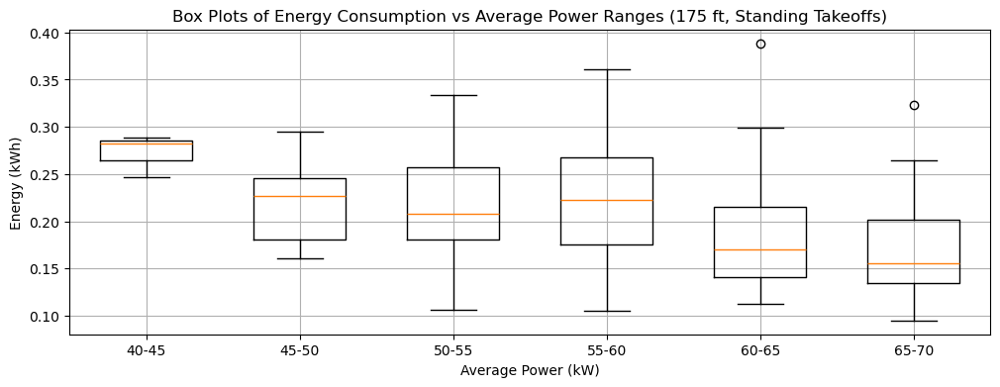 Box Plots of Energy Consumption vs Average Power Ranges (175 ft, Standing Takeoffs)
0.40
0.35
0.30
0.25
0.20
0.15
0.10
Energy (kWh)
40-45 45-50 50-55 55-60 60-65 65-70
Average Power (kW)